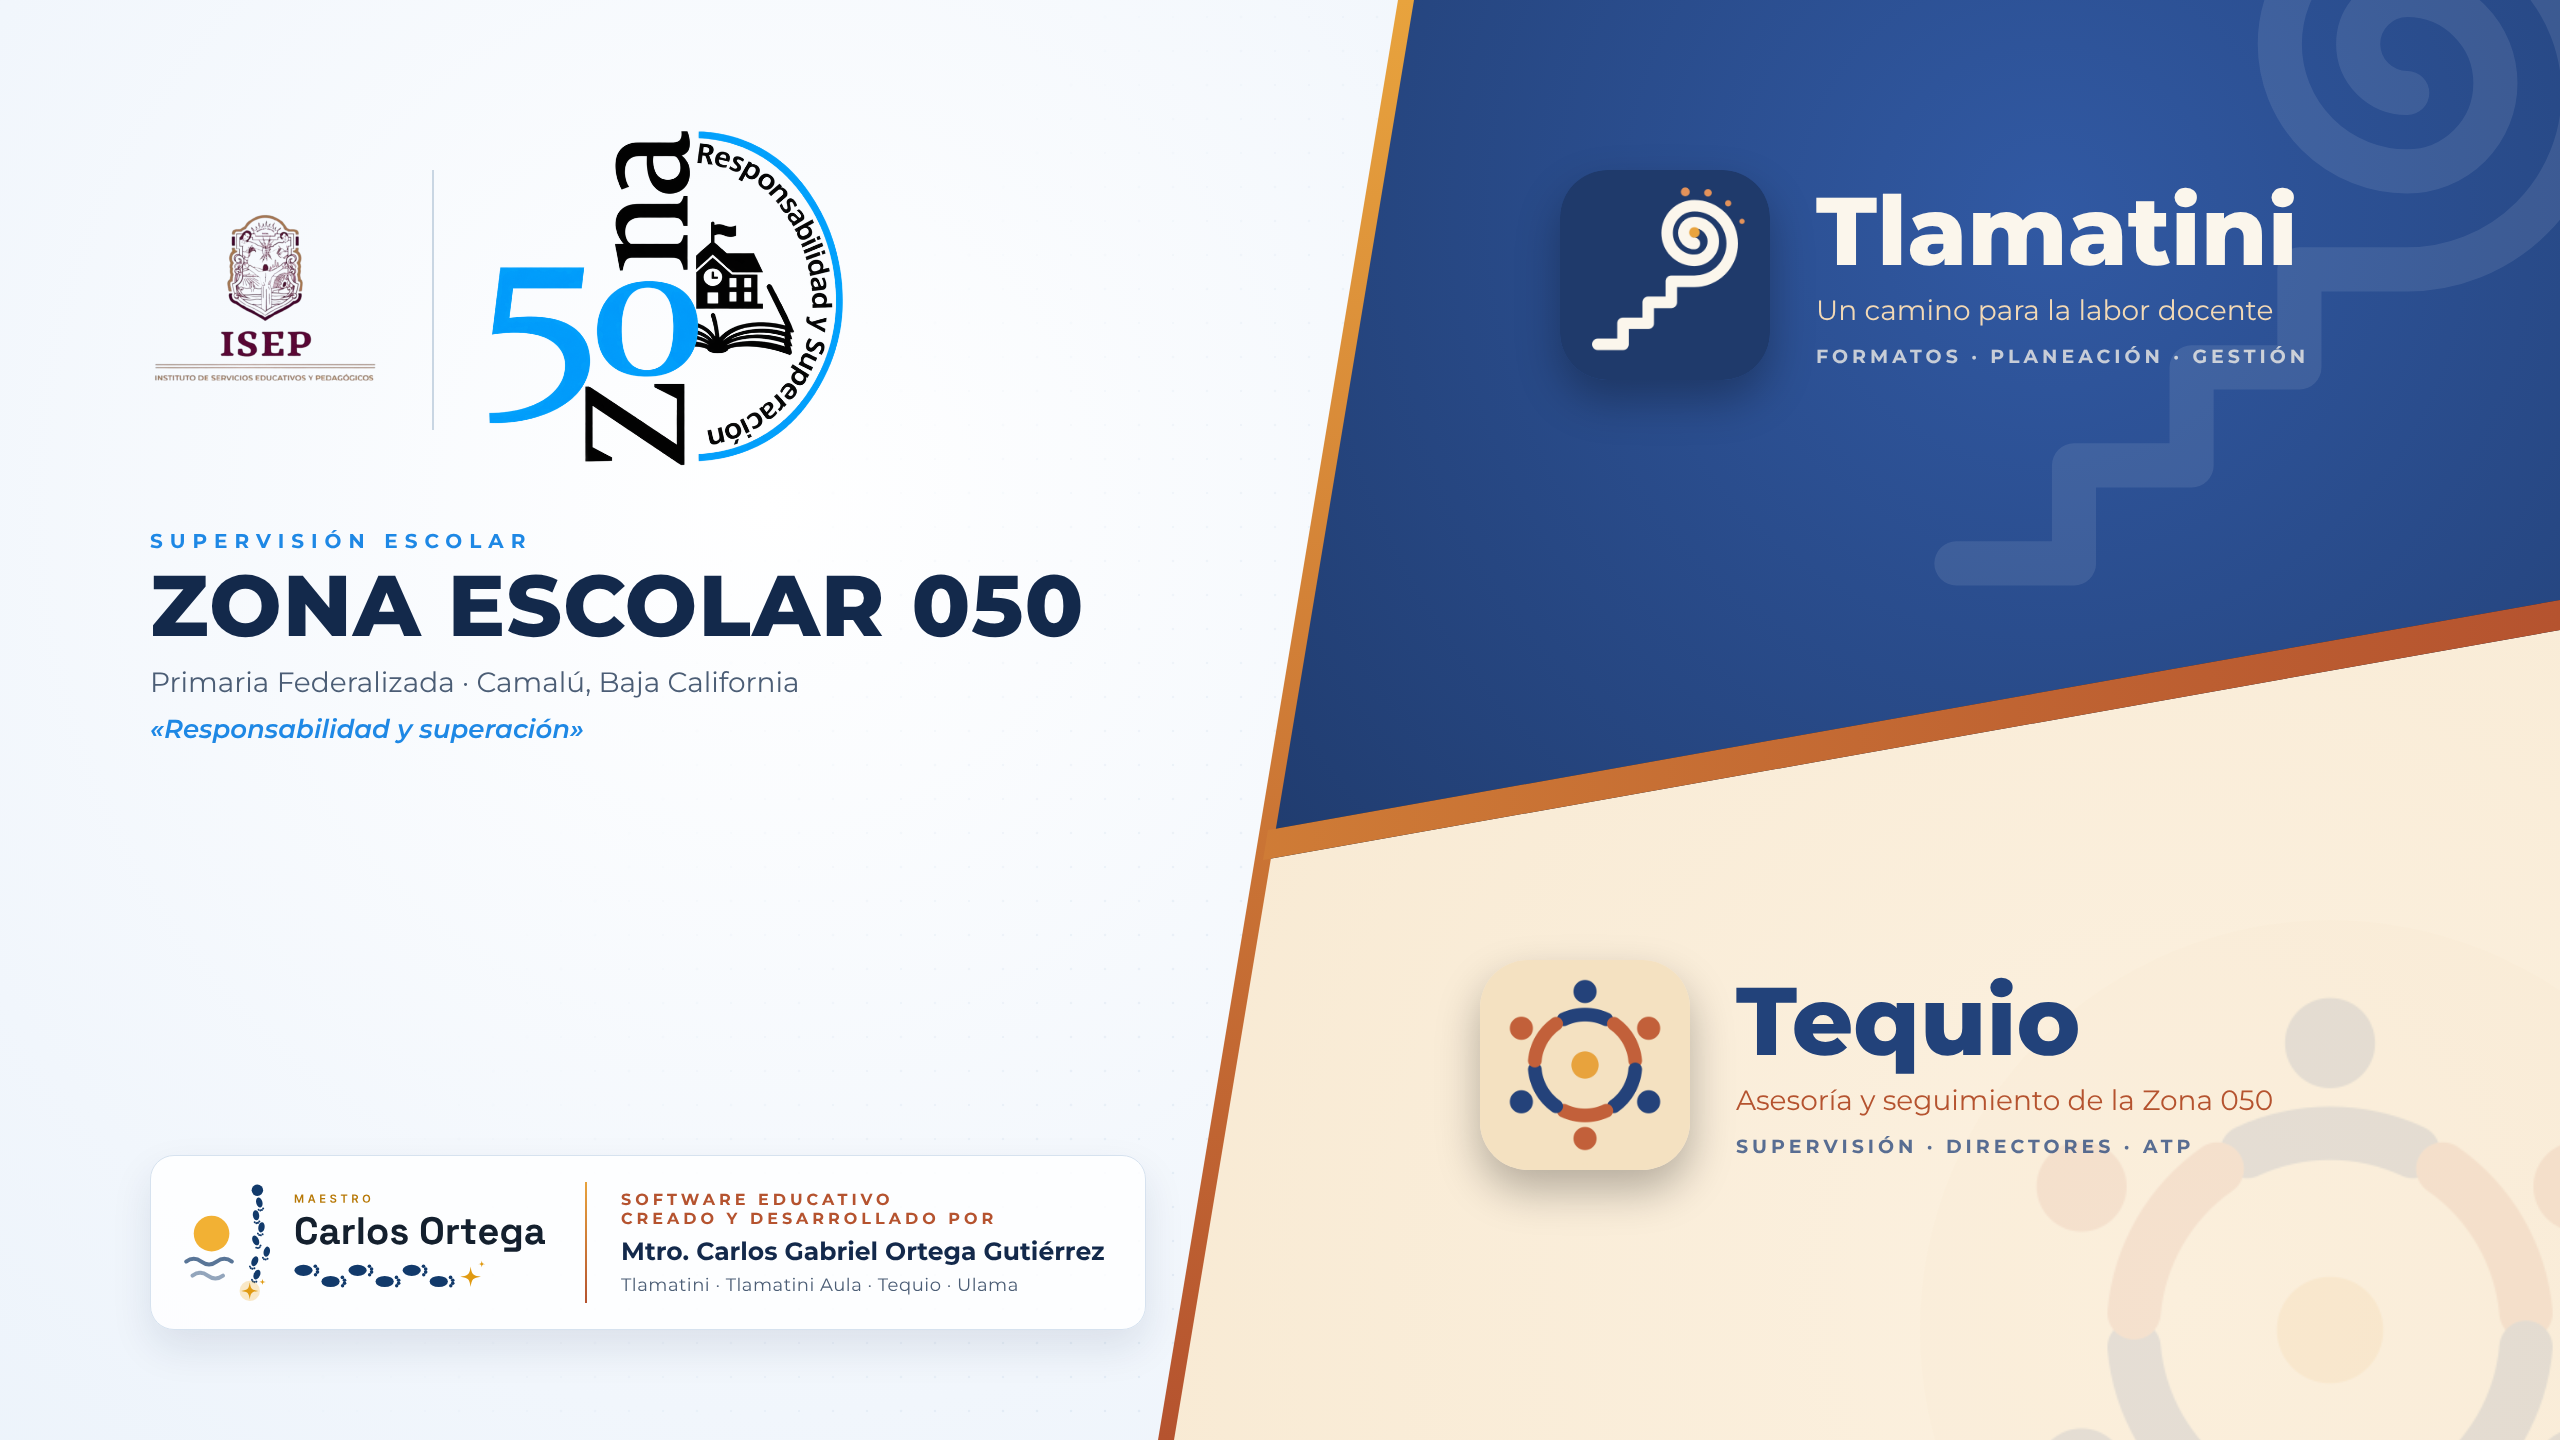 ISEP
INSTITUTO DE SERVICIOS EDUCATIVOS Y PEDAGÓGICOS
Zona
50
Responsabilidad y Superación
SUPERVISIÓN ESCOLAR
ZONA ESCOLAR 050
Primaria Federalizada · Camalú, Baja California
«Responsabilidad y superación»
MAESTRO
Carlos Ortega
SOFTWARE EDUCATIVO
CREADO Y DESARROLLADO POR
Mtro. Carlos Gabriel Ortega Gutiérrez
Tlamatini · Tlamatini Aula · Tequio · Ulama
Tlamatini
Un camino para la labor docente
FORMATOS · PLANEACIÓN · GESTIÓN
Tequio
Asesoría y seguimiento de la Zona 050
SUPERVISIÓN · DIRECTORES · ATP